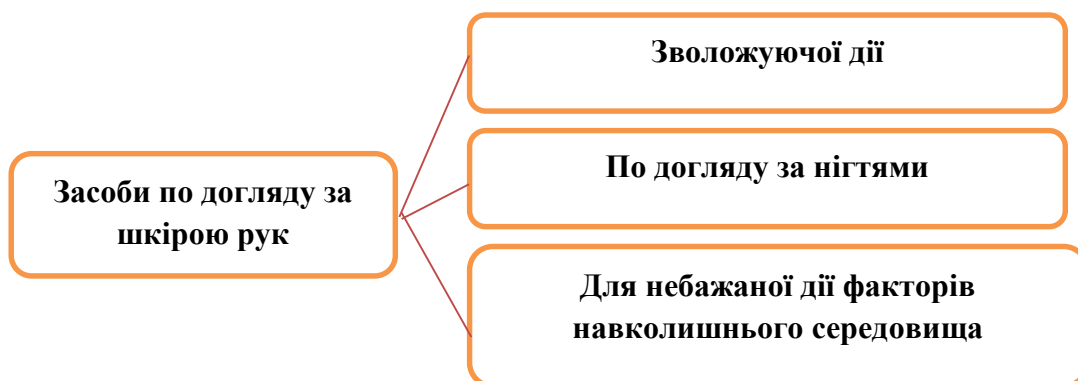 Зволожуючої дії
По догляду за нігтями
Засоби по догляду за
шкірою рук
Для небажаної дії факторів
навколишнього середовища